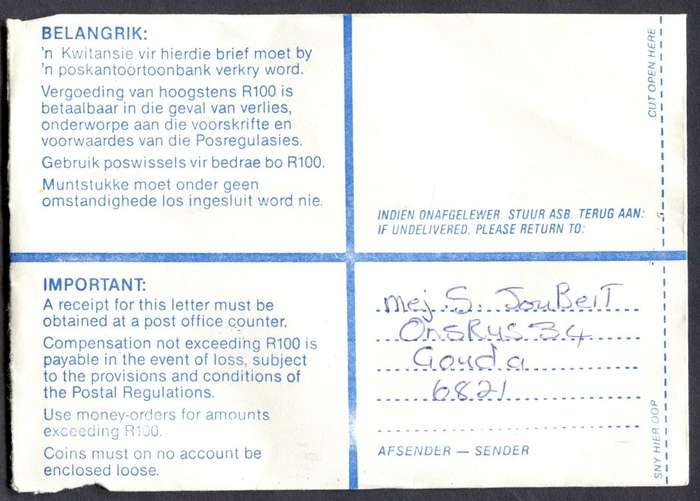 BELANGRIK:
'n Kwitansie vir hierdie brief moet by
'n poskantoortoonbank verkry word.
Vergoeding van hoogstens R100 is
betaalbaar in die geval van verlies,
onderworpe aan die voorskrifte en
voorwaardes van die Posregulasies.
Gebruik poswissels vir bedrae bo R100.
Muntstukke moet onder geen
omstandighede los ingesluit word nie.
CUT OPEN HERE
INDIEN ONAFGELEWER, STUUR ASB. TERUG AAN:
IF UNDELIVERED, PLEASE RETURN TO:
IMPORTANT:
A receipt for this letter must be
obtained at a post office counter.
Compensation not exceeding R100 is
payable in the event of loss, subject
to the provisions and conditions of
the Postal Regulations.
Use money-orders for amounts
exceeding R100.
Coins must on no account be
enclosed loose.
Mej. S. JouBeRT
OnsRus 34
Gouda
6821
AFSENDER — SENDER
SNY HIER OOP